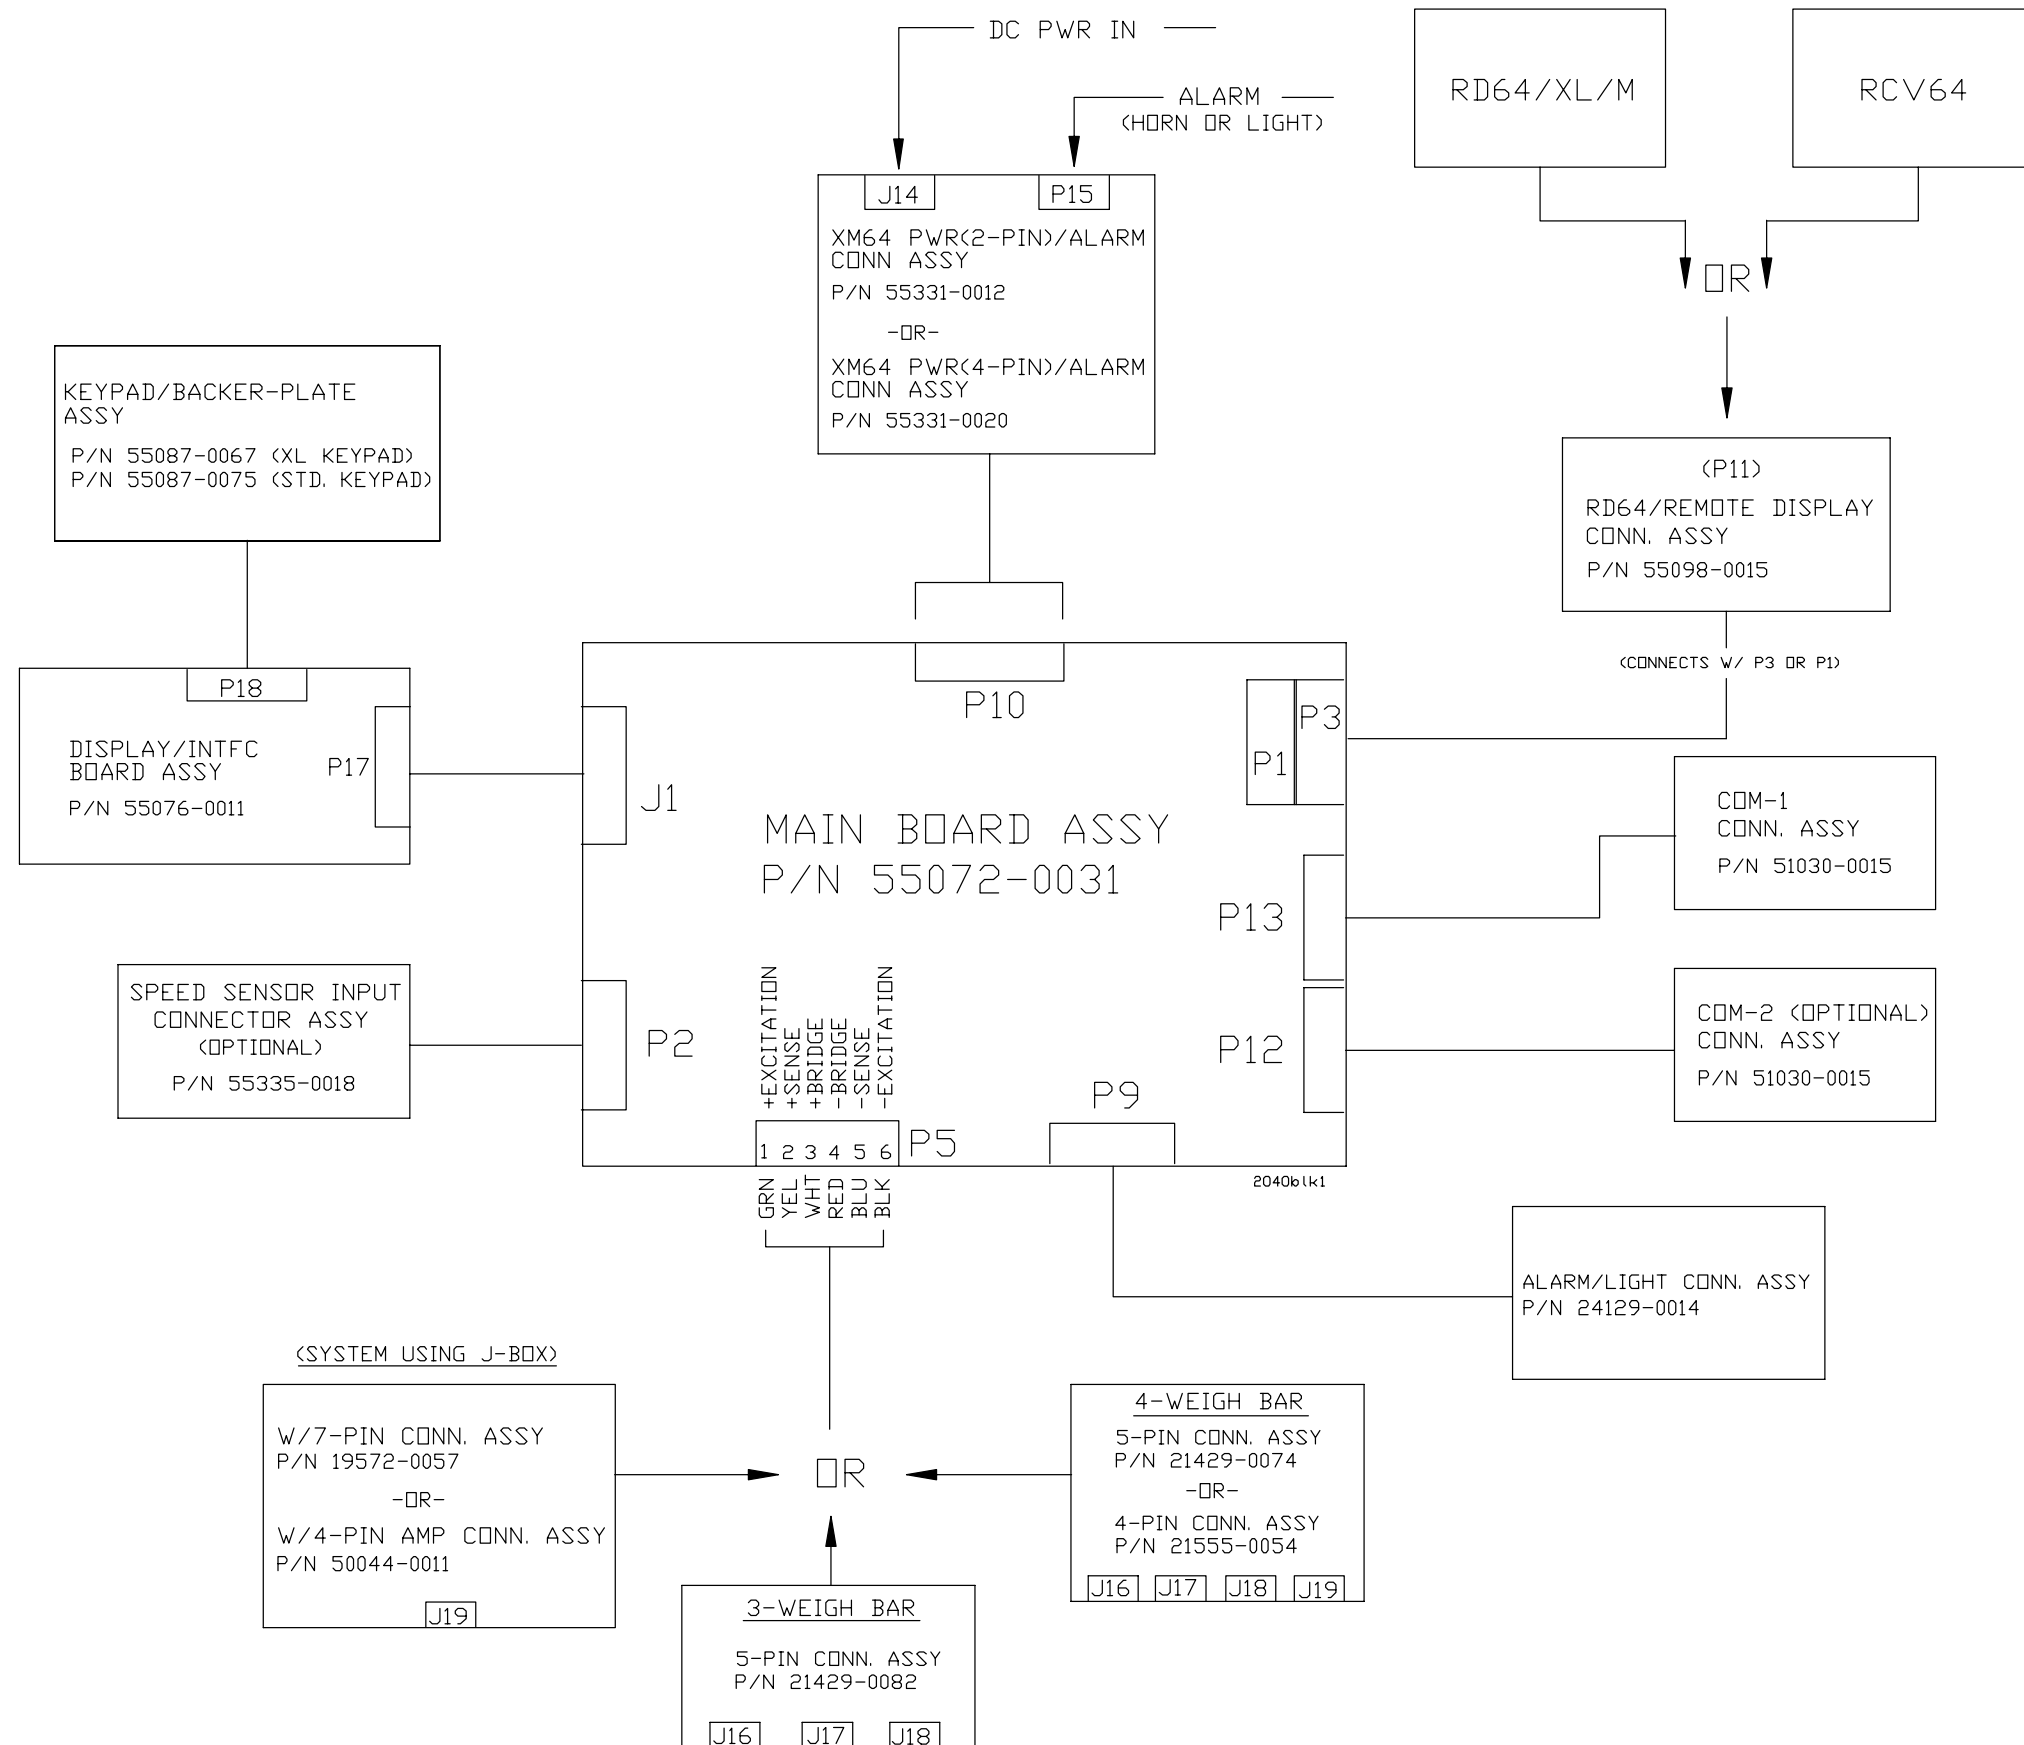 DC PWR IN
ALARM
(HORN OR LIGHT)
RD64/XL/M
RCV64
OR
J14
P15
XM64 PWR(2-PIN)/ALARM
CONN ASSY
P/N 55331-0012
-OR-
XM64 PWR(4-PIN)/ALARM
CONN ASSY
P/N 55331-0020
KEYPAD/BACKER-PLATE
ASSY
P/N 55087-0067 (XL KEYPAD)
P/N 55087-0075 (STD. KEYPAD)
(P11)
RD64/REMOTE DISPLAY
CONN. ASSY
P/N 55098-0015
(CONNECTS W/ P3 OR P1)
P18
DISPLAY/INTFC
BOARD ASSY
P/N 55076-0011
P17
J1
P10
P3
P1
MAIN BOARD ASSY
P/N 55072-0031
COM-1
CONN. ASSY
P/N 51030-0015
P13
SPEED SENSOR INPUT
CONNECTOR ASSY
(OPTIONAL)
P/N 55335-0018
P2
+EXCITATION
+SENSE
+BRIDGE
-BRIDGE
-SENSE
-EXCITATION
P12
COM-2 (OPTIONAL)
CONN. ASSY
P/N 51030-0015
P9
1 2 3 4 5 6
P5
GRN
YEL
WHT
RED
BLU
BLK
2040blk1
ALARM/LIGHT CONN. ASSY
P/N 24129-0014
(SYSTEM USING J-BOX)
W/7-PIN CONN. ASSY
P/N 19572-0057
-OR-
W/4-PIN AMP CONN. ASSY
P/N 50044-0011
J19
OR
4-WEIGH BAR
5-PIN CONN. ASSY
P/N 21429-0074
-OR-
4-PIN CONN. ASSY
P/N 21555-0054
J16 J17 J18 J19
3-WEIGH BAR
5-PIN CONN. ASSY
P/N 21429-0082
J16 J17 J18